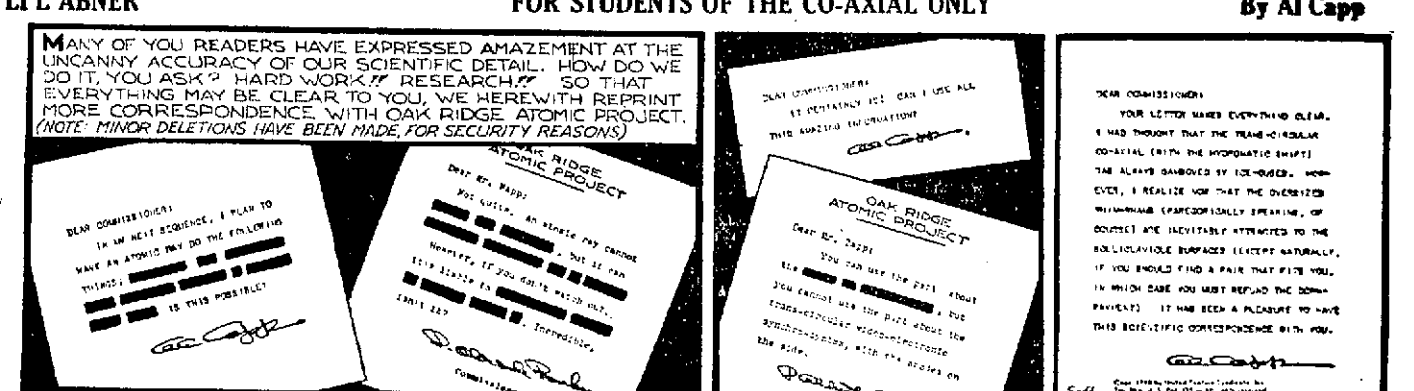 LI'L ABNER
FOR STUDENTS OF THE CO-AXIAL ONLY
By Al Capp
MANY OF YOU READERS HAVE EXPRESSED AMAZEMENT AT THE
UNCANNY ACCURACY OF OUR SCIENTIFIC DETAIL. HOW DO WE
DO IT, YOU ASK? HARD WORK!! RESEARCH!! SO THAT
EVERYTHING MAY BE CLEAR TO YOU, WE HEREWITH REPRINT
MORE CORRESPONDENCE WITH OAK RIDGE ATOMIC PROJECT.
(NOTE: MINOR DELETIONS HAVE BEEN MADE, FOR SECURITY REASONS)
DEAR COMMISSIONER:
IN MY NEXT SEQUENCE, I PLAN TO
MAKE AN ATOMIC RAY DO THE FOLLOWING
THINGS:
IS THIS POSSIBLE?
Al Capp
OAK RIDGE
ATOMIC PROJECT
Dear Mr. Capp:
Not quite. An atomic ray cannot
, but it can
However, if you don't watch out,
it's liable to
. Incredible,
isn't it?
Commissioner
DEAR COMMISSIONER:
IT CERTAINLY IS! CAN I USE ALL
THIS AMAZING INFORMATION?
Al Capp
OAK RIDGE
ATOMIC PROJECT
Dear Mr. Capp:
You can use the part about
the , but
you cannot use the part about the
trans-circular video-electronic
, with the on
the side.
DEAR COMMISSIONER:
YOUR LETTER MAKES EVERYTHING CLEAR.
I HAD THOUGHT THAT THE TRANS-CIRCULAR
CO-AXIAL (WITH THE HYDROMATIC SHIFT)
WAS ALWAYS BY . HOW-
EVER, I REALIZE NOW THAT THE OVERSIZED
SPEAKING, OF
COURSE) ARE INEVITABLY ATTRACTED TO THE
SURFACES (EXCEPT NATURALLY,
IF YOU SHOULD FIND A PAIR THAT FITS YOU,
IN WHICH CASE YOU MUST REFUND THE DOWN
PAYMENT) IT HAS BEEN A PLEASURE TO HAVE
THIS SCIENTIFIC CORRESPONDENCE WITH YOU.
Al Capp